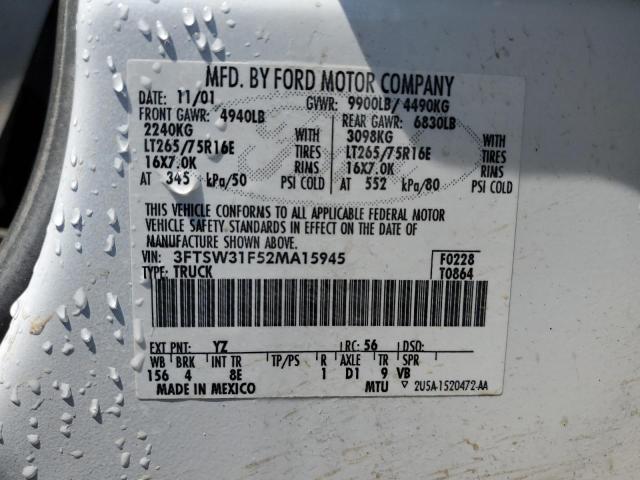 MFD. BY FORD MOTOR COMPANY
DATE: 11/01 GVWR: 9900LB/ 4490KG
FRONT GAWR: 4940LB REAR GAWR: 6830LB
2240KG WITH 3098KG WITH
LT265/75R16E TIRES LT265/75R16E TIRES
16X7.0K RIMS 16X7.0K RIMS
AT 345 kPa/50 PSI COLD AT 552 kPa/80 PSI COLD
THIS VEHICLE CONFORMS TO ALL APPLICABLE FEDERAL MOTOR
VEHICLE SAFETY STANDARDS IN EFFECT ON THE DATE OF
MANUFACTURE SHOWN ABOVE.
VIN: 3FTSW31F52MA15945 F0228
TYPE: TRUCK T0864
EXT PNT: YZ RC: 56 DSO:
WB BRK INT TR TP/PS R AXLE TR SPR
156 4 8E 1 D1 9 VB
MADE IN MEXICO MTU ▽ 2U5A-1520472-AA